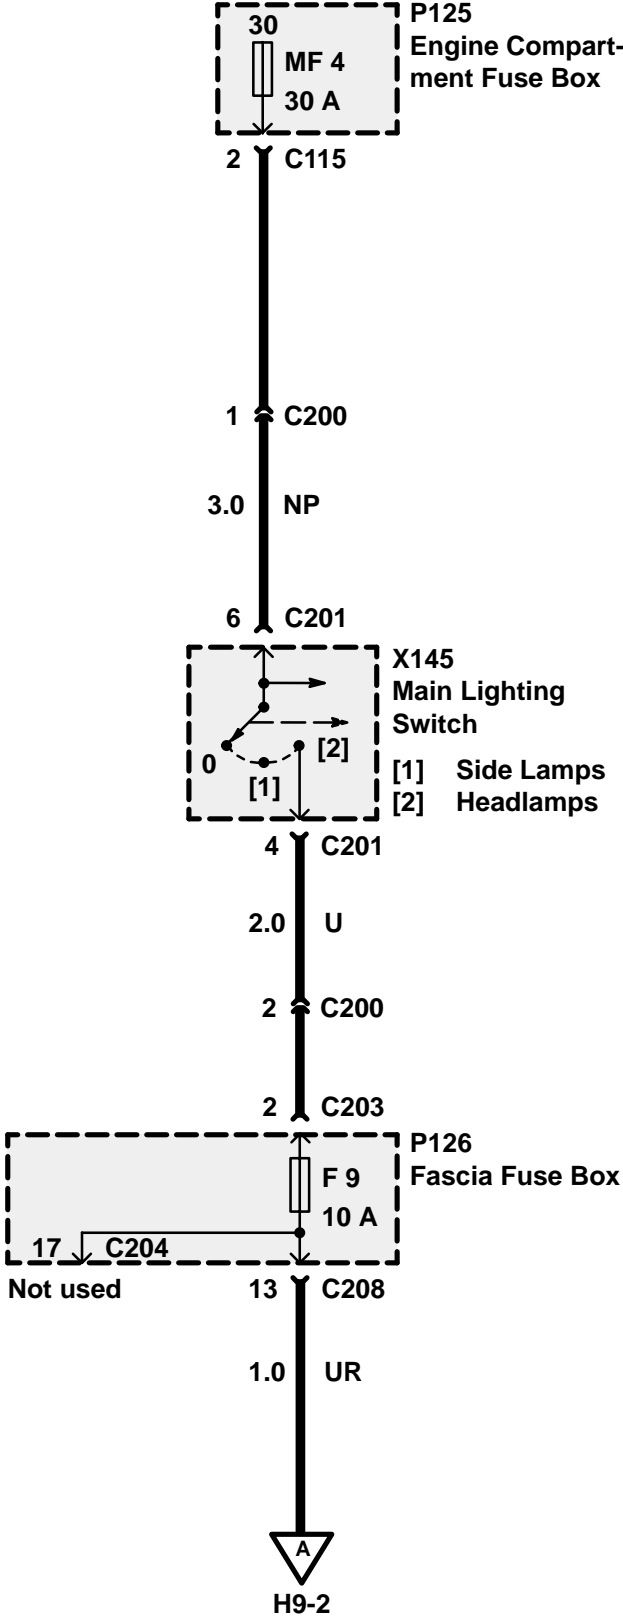 P125
Engine Compart-
ment Fuse Box
30
MF 4
30 A
2 C115
1 C200
3.0 NP
6 C201
X145
Main Lighting
Switch
0 [1] [2]
[1] Side Lamps
[2] Headlamps
4 C201
2.0 U
2 C200
2 C203
P126
Fascia Fuse Box
F 9
10 A
17 C204
Not used
13 C208
1.0 UR
A
H9-2